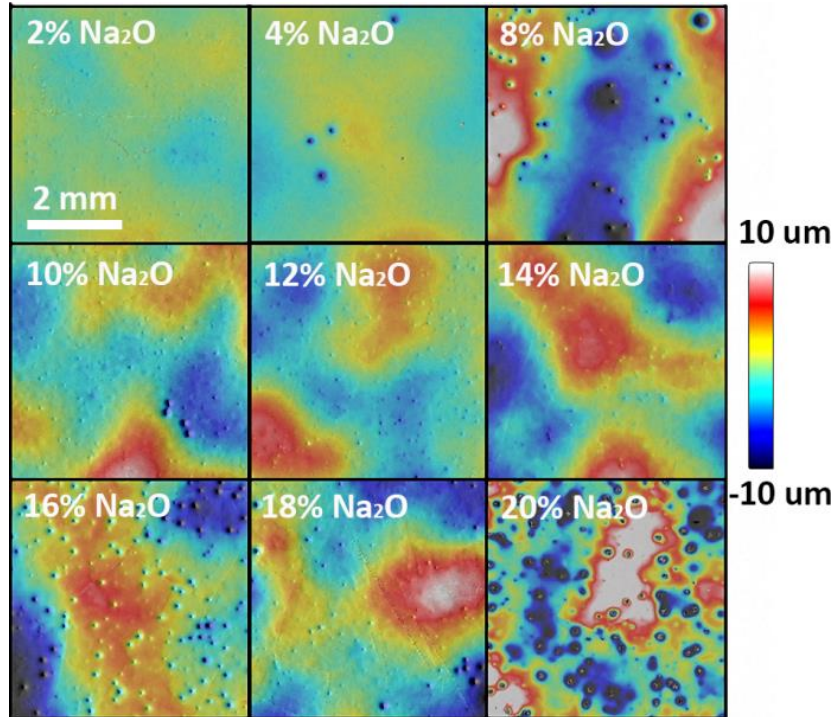 2% Na₂O
4% Na₂O
8% Na₂O
2 mm
10 um
10% Na₂O
12% Na₂O
14% Na₂O
-10 um
16% Na₂O
18% Na₂O
20% Na₂O